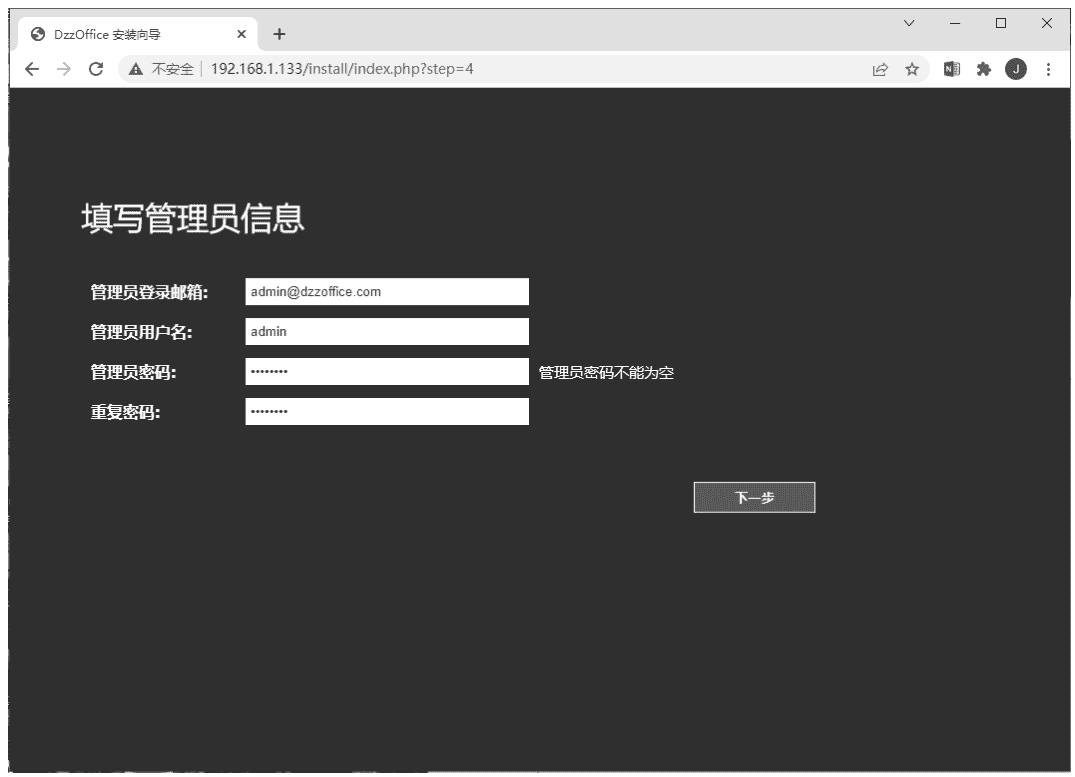 DzzOffice 安装向导
不安全 192.168.1.133/install/index.php?step=4
J
填写管理员信息
管理员登录邮箱: admin@dzzoffice.com
管理员用户名: admin
管理员密码: •••••••• 管理员密码不能为空
重复密码: ••••••••
下一步